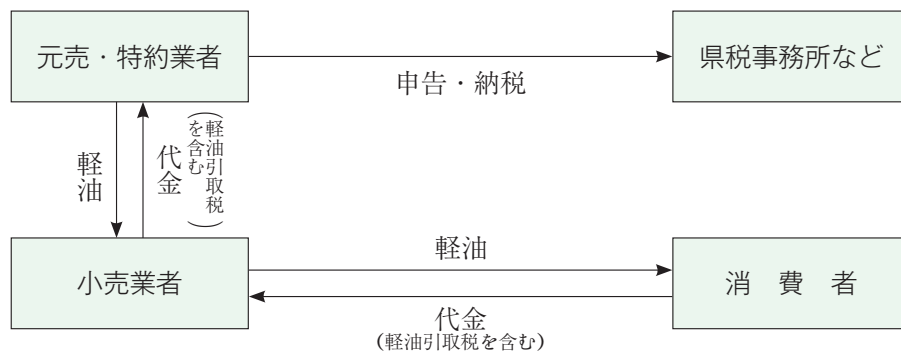 元売・特約業者
県税事務所など
申告・納税
軽油
代金
(軽油引取税
を含む)
小売業者
軽油
消　費　者
代金
(軽油引取税を含む)